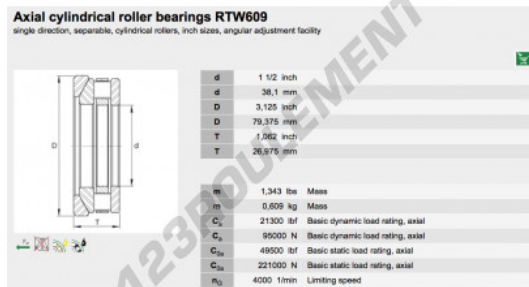 Axial cylindrical roller bearings RTW609
single direction, separable, cylindrical rollers, inch sizes, angular adjustment facility
d 1 1/2 inch
d 38,1 mm
D 3,125 inch
D 79,375 mm
T 1,062 inch
T 26,975 mm
D
d
T
m 1,343 lbs Mass
m 0,609 kg Mass
Ca 21300 lbf Basic dynamic load rating, axial
Ca 95000 N Basic dynamic load rating, axial
C0a 49500 lbf Basic static load rating, axial
C0a 221000 N Basic static load rating, axial
nG 4000 1/min Limiting speed
123ROULEMENT